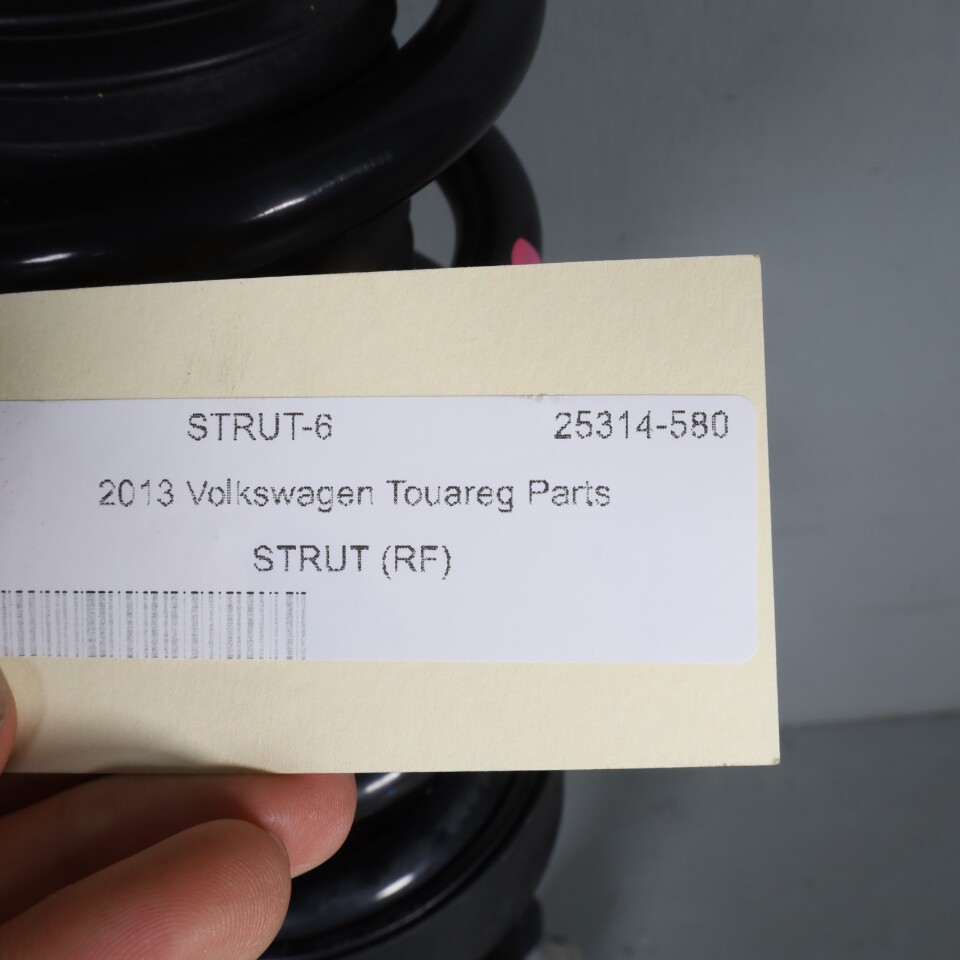 STRUT-6 25314-580
2013 Volkswagen Touareg Parts
STRUT (RF)